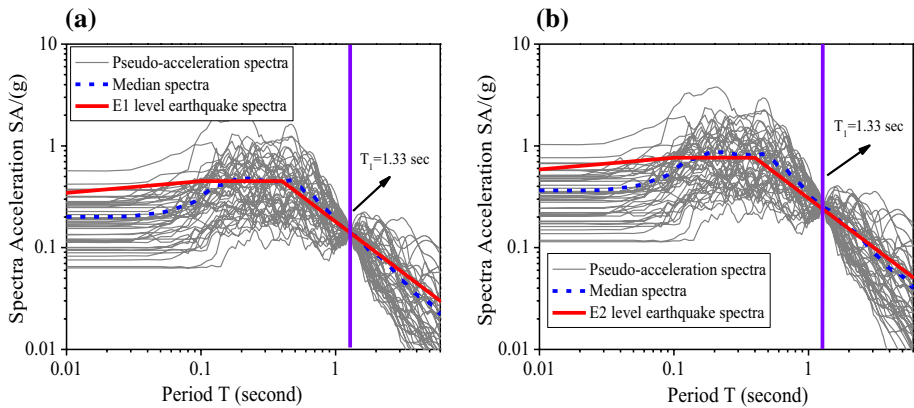 (a)
Spectra Acceleration SA/(g)
10
1
0.1
0.01
Pseudo-acceleration spectra
Median spectra
E1 level earthquake spectra
T1=1.33 sec
0.01
0.1
1
Period T (second)
(b)
Spectra Acceleration SA/(g)
10
1
0.1
0.01
T1=1.33 sec
Pseudo-acceleration spectra
Median spectra
E2 level earthquake spectra
0.01
0.1
1
Period T (second)